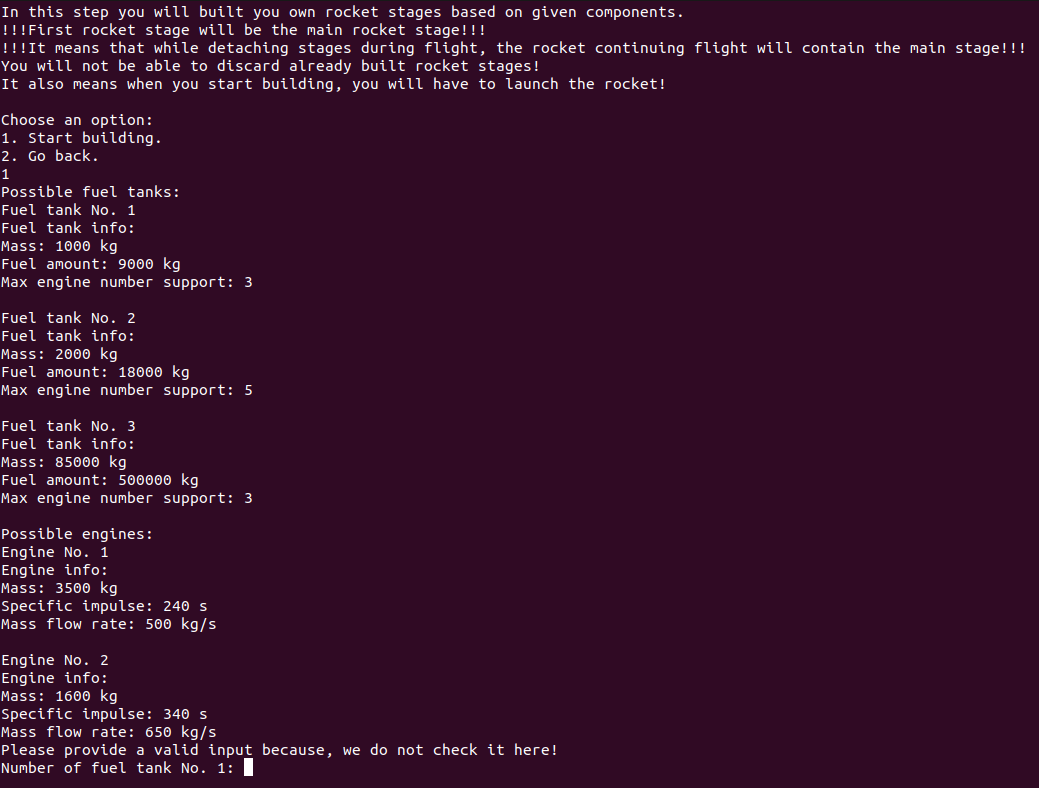 In this step you will built you own rocket stages based on given components.
!!!First rocket stage will be the main rocket stage!!!
!!!It means that while detaching stages during flight, the rocket continuing flight will contain the main stage!!!
You will not be able to discard already built rocket stages!
It also means when you start building, you will have to launch the rocket!

Choose an option:
1. Start building.
2. Go back.
1
Possible fuel tanks:
Fuel tank No. 1
Fuel tank info:
Mass: 1000 kg
Fuel amount: 9000 kg
Max engine number support: 3

Fuel tank No. 2
Fuel tank info:
Mass: 2000 kg
Fuel amount: 18000 kg
Max engine number support: 5

Fuel tank No. 3
Fuel tank info:
Mass: 85000 kg
Fuel amount: 500000 kg
Max engine number support: 3

Possible engines:
Engine No. 1
Engine info:
Mass: 3500 kg
Specific impulse: 240 s
Mass flow rate: 500 kg/s

Engine No. 2
Engine info:
Mass: 1600 kg
Specific impulse: 340 s
Mass flow rate: 650 kg/s
Please provide a valid input because, we do not check it here!
Number of fuel tank No. 1: